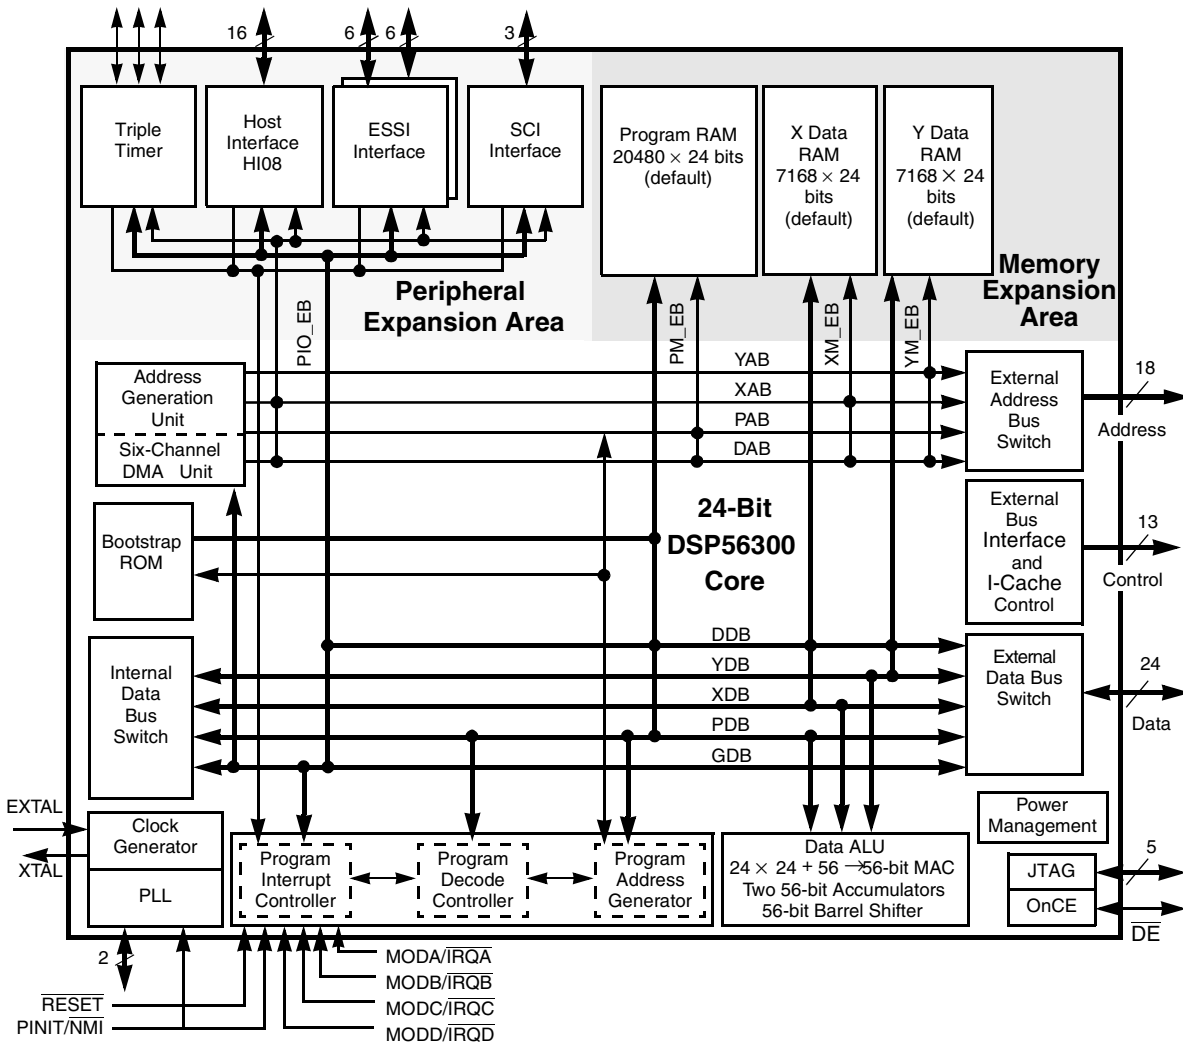 16
6
6
3
Triple
Timer
Host
Interface
HI08
ESSI
Interface
SCI
Interface
Program RAM
20480 × 24 bits
(default)
X Data
RAM
7168 × 24
bits
(default)
Y Data
RAM
7168 × 24
bits
(default)
Peripheral
Expansion Area
Memory
Expansion
Area
PIO_EB
PM_EB
XM_EB
YM_EB
Address
Generation
Unit
Six-Channel
DMA Unit
YAB
XAB
PAB
DAB
External
Address
Bus
Switch
18
Address
Bootstrap
ROM
24-Bit
DSP56300
Core
External
Bus
Interface
and
I-Cache
Control
13
Control
Internal
Data
Bus
Switch
DDB
YDB
XDB
PDB
GDB
External
Data Bus
Switch
24
Data
EXTAL
XTAL
Clock
Generator
PLL
2
Program
Interrupt
Controller
Program
Decode
Controller
Program
Address
Generator
Data ALU
24 × 24 + 56 →56-bit MAC
Two 56-bit Accumulators
56-bit Barrel Shifter
Power
Management
JTAG
OnCE
5
DE
RESET
PINIT/NMI
MODA/IRQA
MODB/IRQB
MODC/IRQC
MODD/IRQD